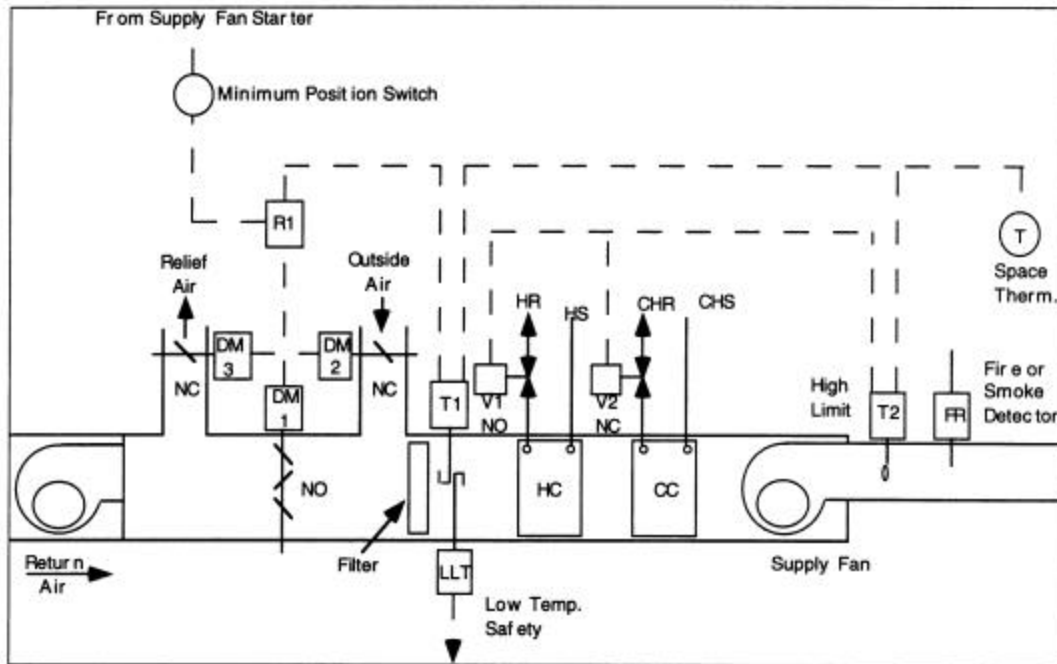 From Supply Fan Starter
Minimum Position Switch
R1
T
Space
Therm.
Relief
Air
Outside
Air
HR
HS
CHR
CHS
DM
3
DM
2
DM
1
NC
NC
T1
V1
NO
V2
NC
High
Limit
T2
FR
Fire or
Smoke
Detector
NO
HC
CC
Filter
Return
Air
LLT
Low Temp.
Safety
Supply Fan